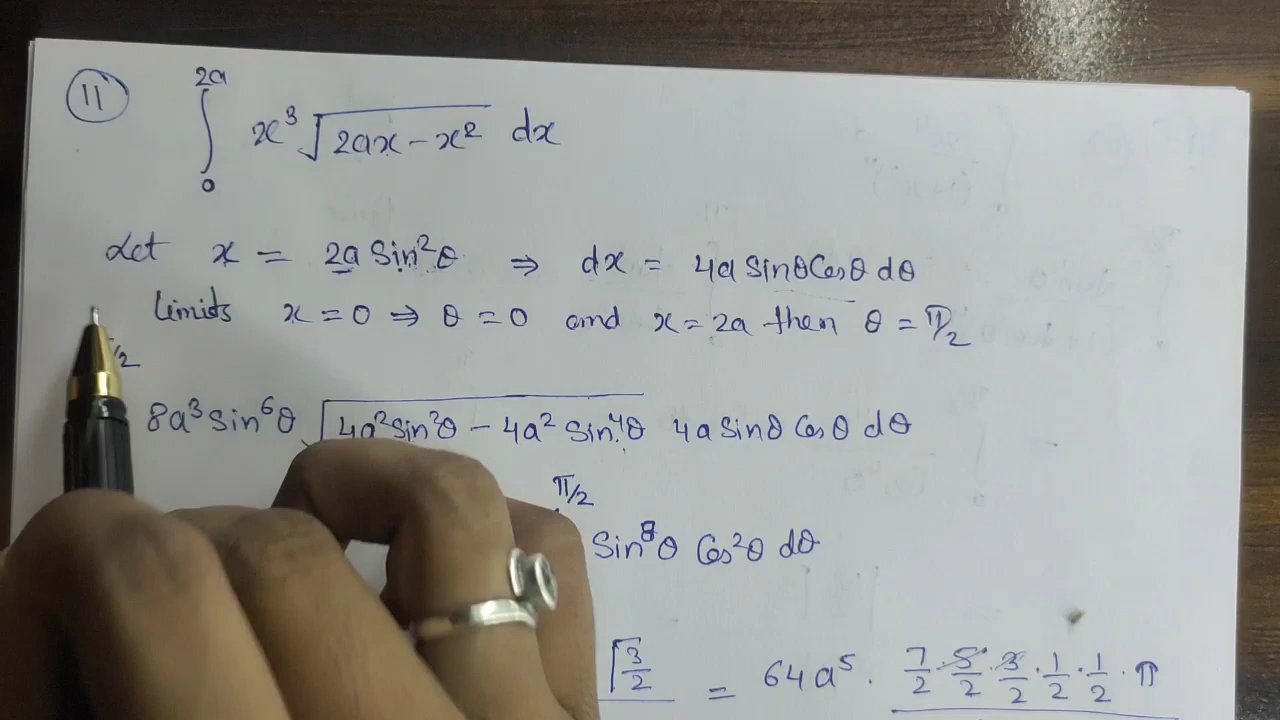 11 ∫₀^{2a} x³ √(2ax − x²) dx
Let x = 2a Sin²θ ⇒ dx = 4a Sinθ Cosθ dθ
Limits x = 0 ⇒ θ = 0 and x = 2a then θ = π/2
/2
8a³ Sin⁶θ √(4a² Sin²θ − 4a² Sin⁴θ) 4a Sinθ Cosθ dθ
π/2
Sin⁸θ Cos²θ dθ
Γ3/2 = 64a⁵ · 7/2 · 5/2 · 3/2 · 1/2 · 1/2 · π